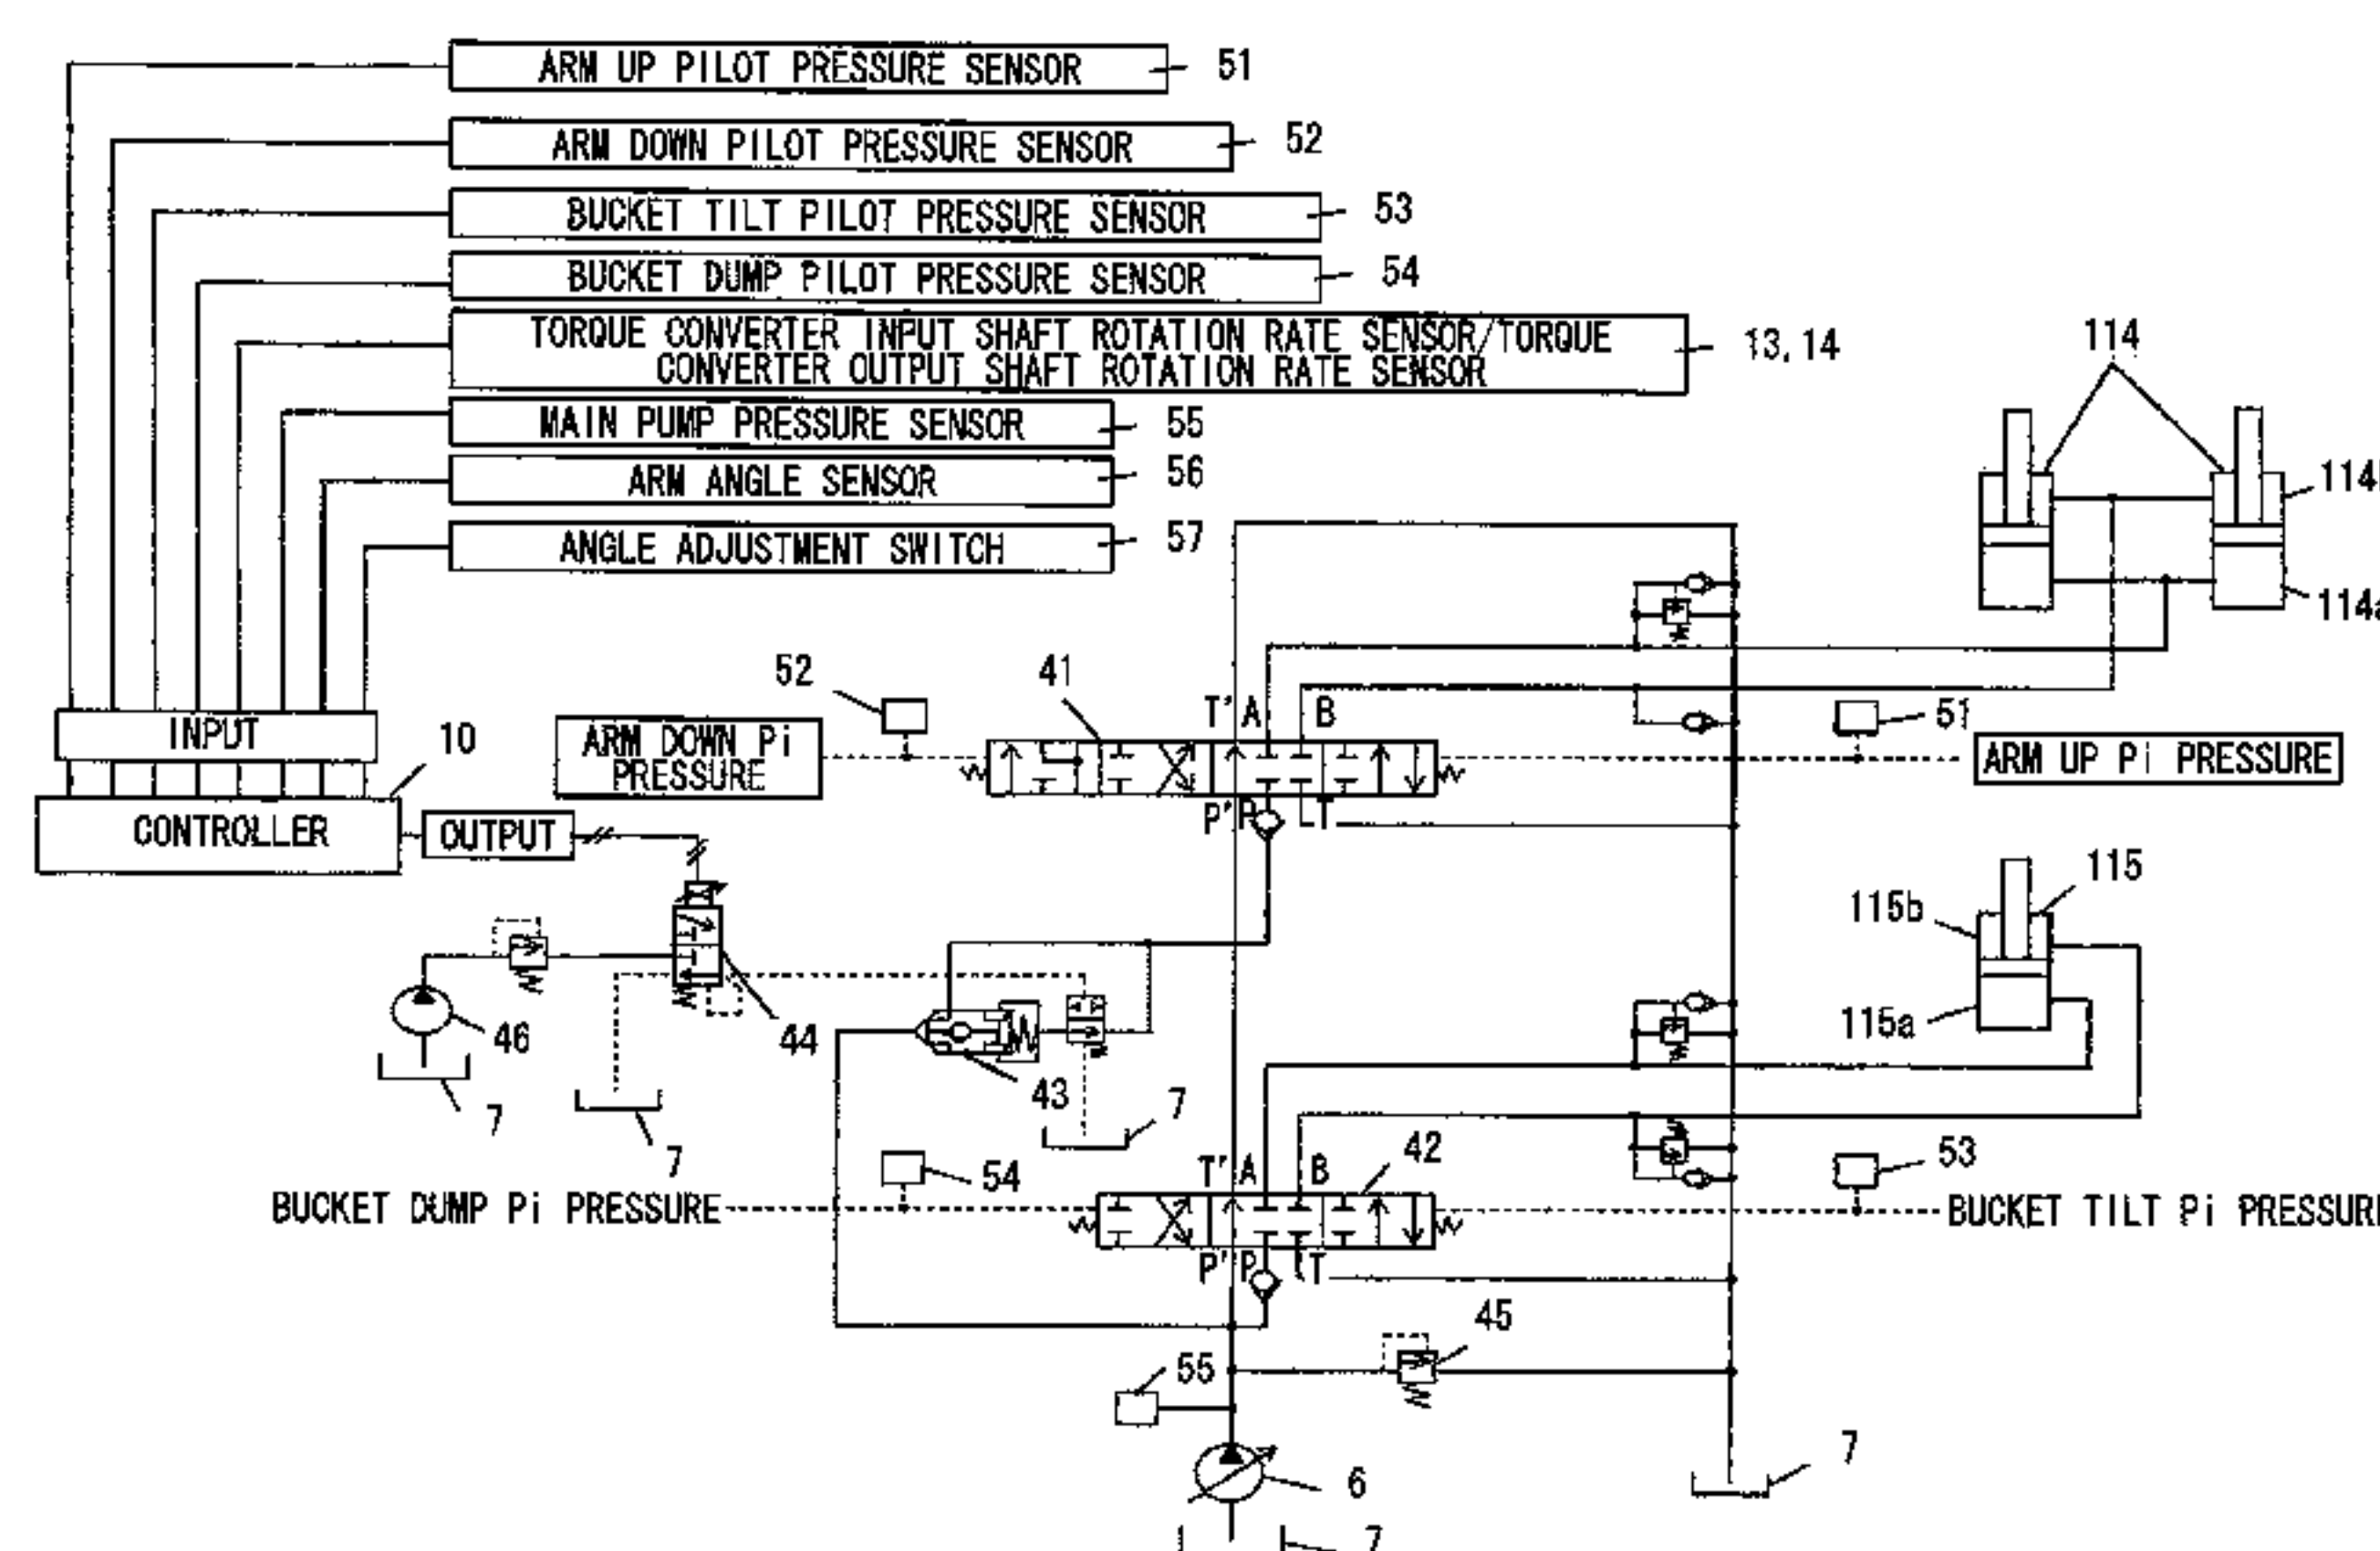 ARM UP PILOT PRESSURE SENSOR 51
ARM DOWN PILOT PRESSURE SENSOR 52
BUCKET TILT PILOT PRESSURE SENSOR 53
BUCKET DUMP PILOT PRESSURE SENSOR 54
TORQUE CONVERTER INPUT SHAFT ROTATION RATE SENSOR/TORQUE
CONVERTER OUTPUT SHAFT ROTATION RATE SENSOR
13, 14
114
MAIN PUMP PRESSURE SENSOR 55
ARM ANGLE SENSOR 56
114
ANGLE ADJUSTMENT SWITCH 57
114a
52
41
T' A B
51
INPUT
10
ARM DOWN Pi
PRESSURE
ARM UP Pi PRESSURE
P' P T
CONTROLLER
OUTPUT
115
115b
46
44
115a
43
7
7
7
42
54
T' A B
53
BUCKET DUMP Pi PRESSURE
BUCKET TILT Pi PRESSURE
P' P T
45
55
6
7
7